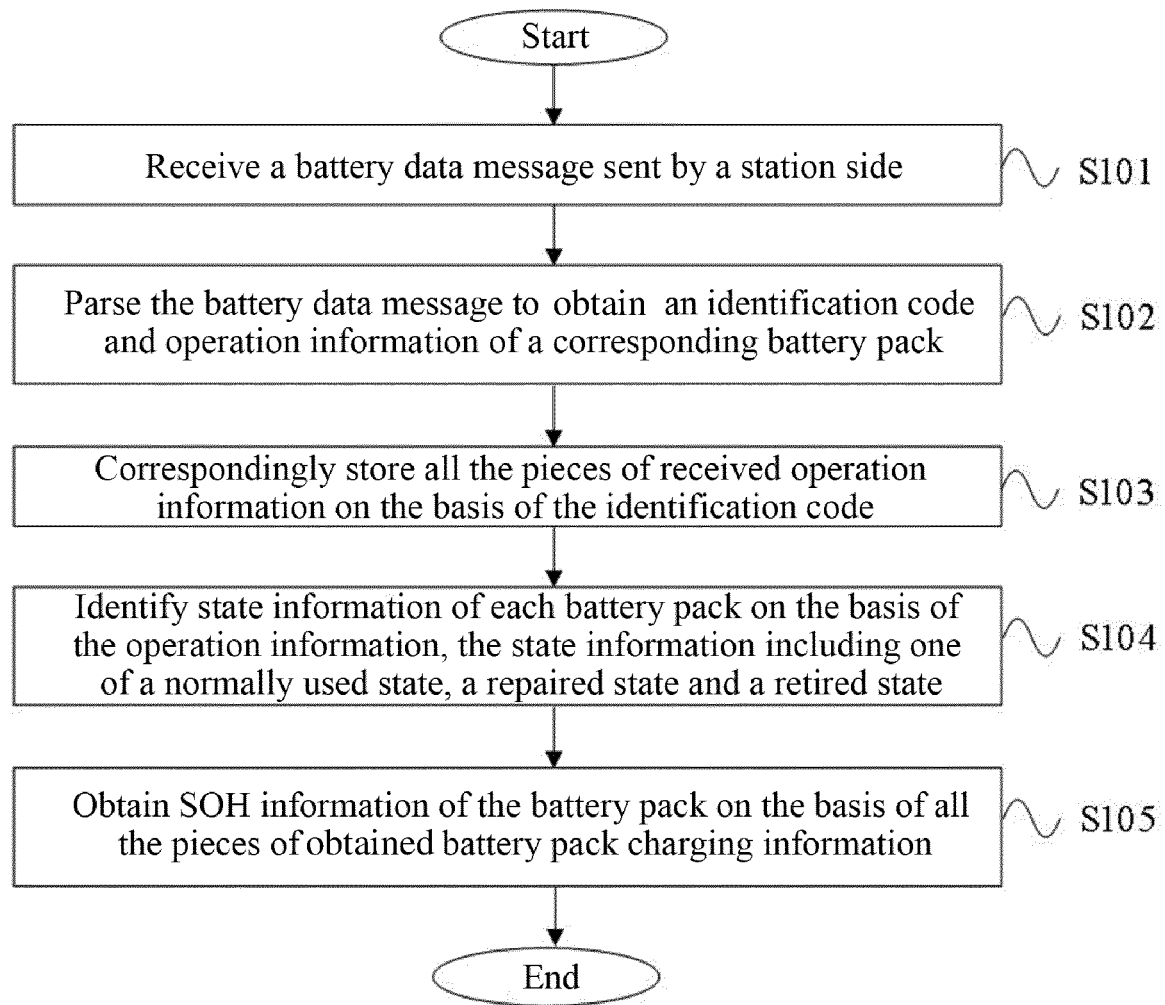 Start
Receive a battery data message sent by a station side
S101
Parse the battery data message to obtain an identification code
and operation information of a corresponding battery pack
S102
Correspondingly store all the pieces of received operation
information on the basis of the identification code
S103
Identify state information of each battery pack on the basis of
the operation information, the state information including one
of a normally used state, a repaired state and a retired state
S104
Obtain SOH information of the battery pack on the basis of all
the pieces of obtained battery pack charging information
S105
End